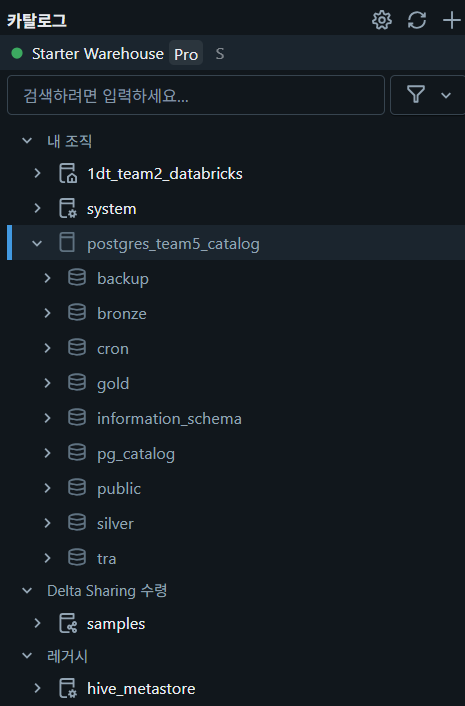 카탈로그
Starter Warehouse Pro S
검색하려면 입력하세요...
내 조직
1dt_team2_databricks
system
postgres_team5_catalog
backup
bronze
cron
gold
information_schema
pg_catalog
public
silver
tra
Delta Sharing 수령
samples
레거시
hive_metastore